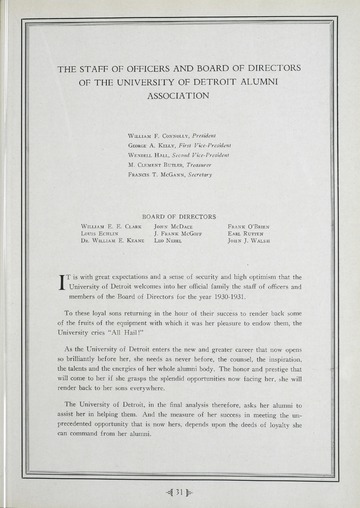 THE STAFF OF OFFICERS AND BOARD OF DIRECTORS
OF THE UNIVERSITY OF DETROIT ALUMNI
ASSOCIATION
WILLIAM F. CONNOLLY, President
GEORGE A. KELLY, First Vice-President
WENDELL HALL, Second Vice-President
M. CLEMENT BUTLER, Treasurer
FRANCIS T. MCGANN, Secretary
BOARD OF DIRECTORS
WILLIAM E. E. CLARK JOHN MCDACE FRANK O'BRIEN
LOUIS ECHLIN J. FRANK MCGIFF EARL RUTTEN
DR. WILLIAM E. KEANE LEO NEBEL JOHN J. WALSH
IT is with great expectations and a sense of security and high optimism that the
University of Detroit welcomes into her official family the staff of officers and
members of the Board of Directors for the year 1930-1931.
To these loyal sons returning in the hour of their success to render back some
of the fruits of the equipment with which it was her pleasure to endow them, the
University cries "All Hail!"
As the University of Detroit enters the new and greater career that now opens
so brilliantly before her, she needs as never before, the counsel, the inspiration,
the talents and the energies of her whole alumni body. The honor and prestige that
will come to her if she grasps the splendid opportunities now facing her, she will
render back to her sons everywhere.
The University of Detroit, in the final analysis therefore, asks her alumni to
assist her in helping them. And the measure of her success in meeting the un-
precedented opportunity that is now hers, depends upon the deeds of loyalty she
can command from her alumni.
31